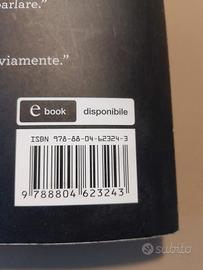 parlare.”
viamente.”
e book disponibile
ISBN 978-88-04-62324-3
9 788804 623243
subito